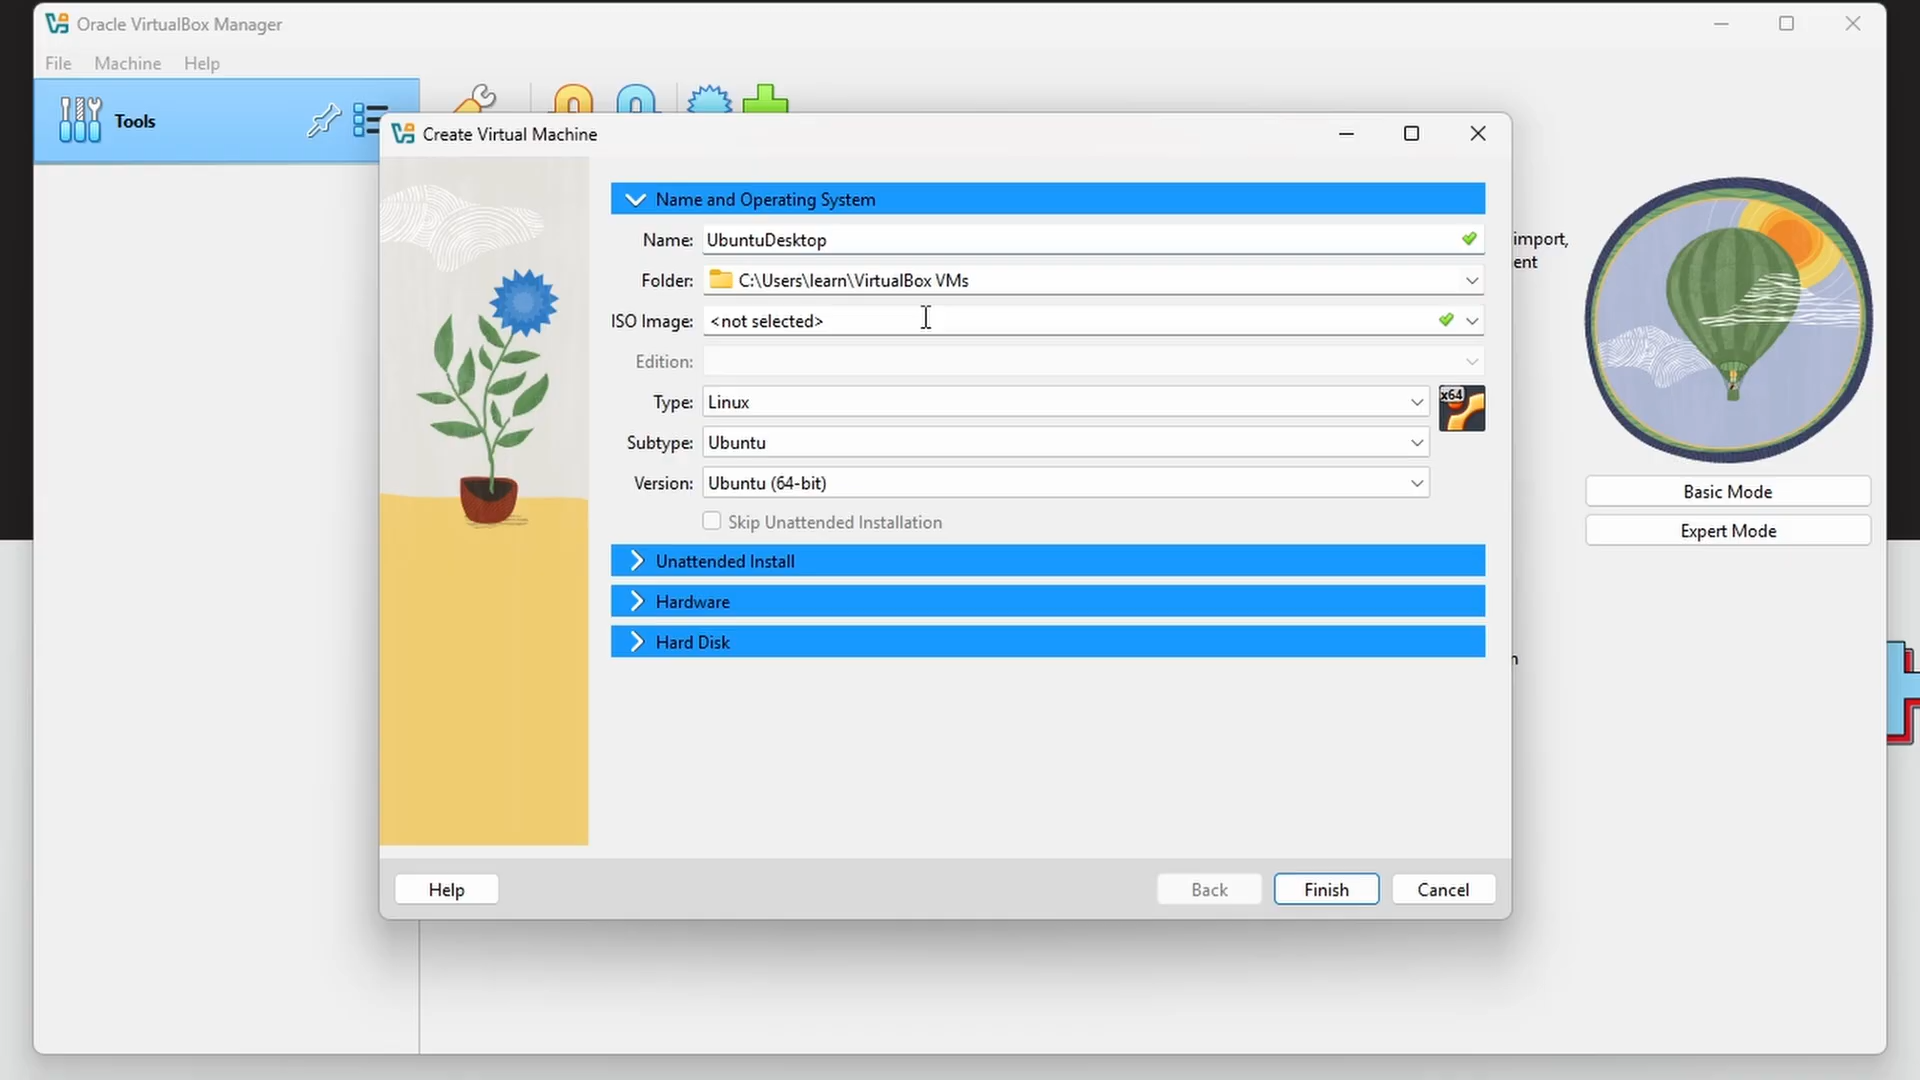 Oracle VirtualBox Manager
File Machine Help
Tools
Create Virtual Machine
Name and Operating System
Name: UbuntuDesktop
import,
ent
Folder: C:\Users\learn\VirtualBox VMs
ISO Image: <not selected>
Edition:
Type: Linux
x64
Subtype: Ubuntu
Version: Ubuntu (64-bit)
Basic Mode
Skip Unattended Installation
Expert Mode
Unattended Install
Hardware
Hard Disk
n
Help Back Finish Cancel